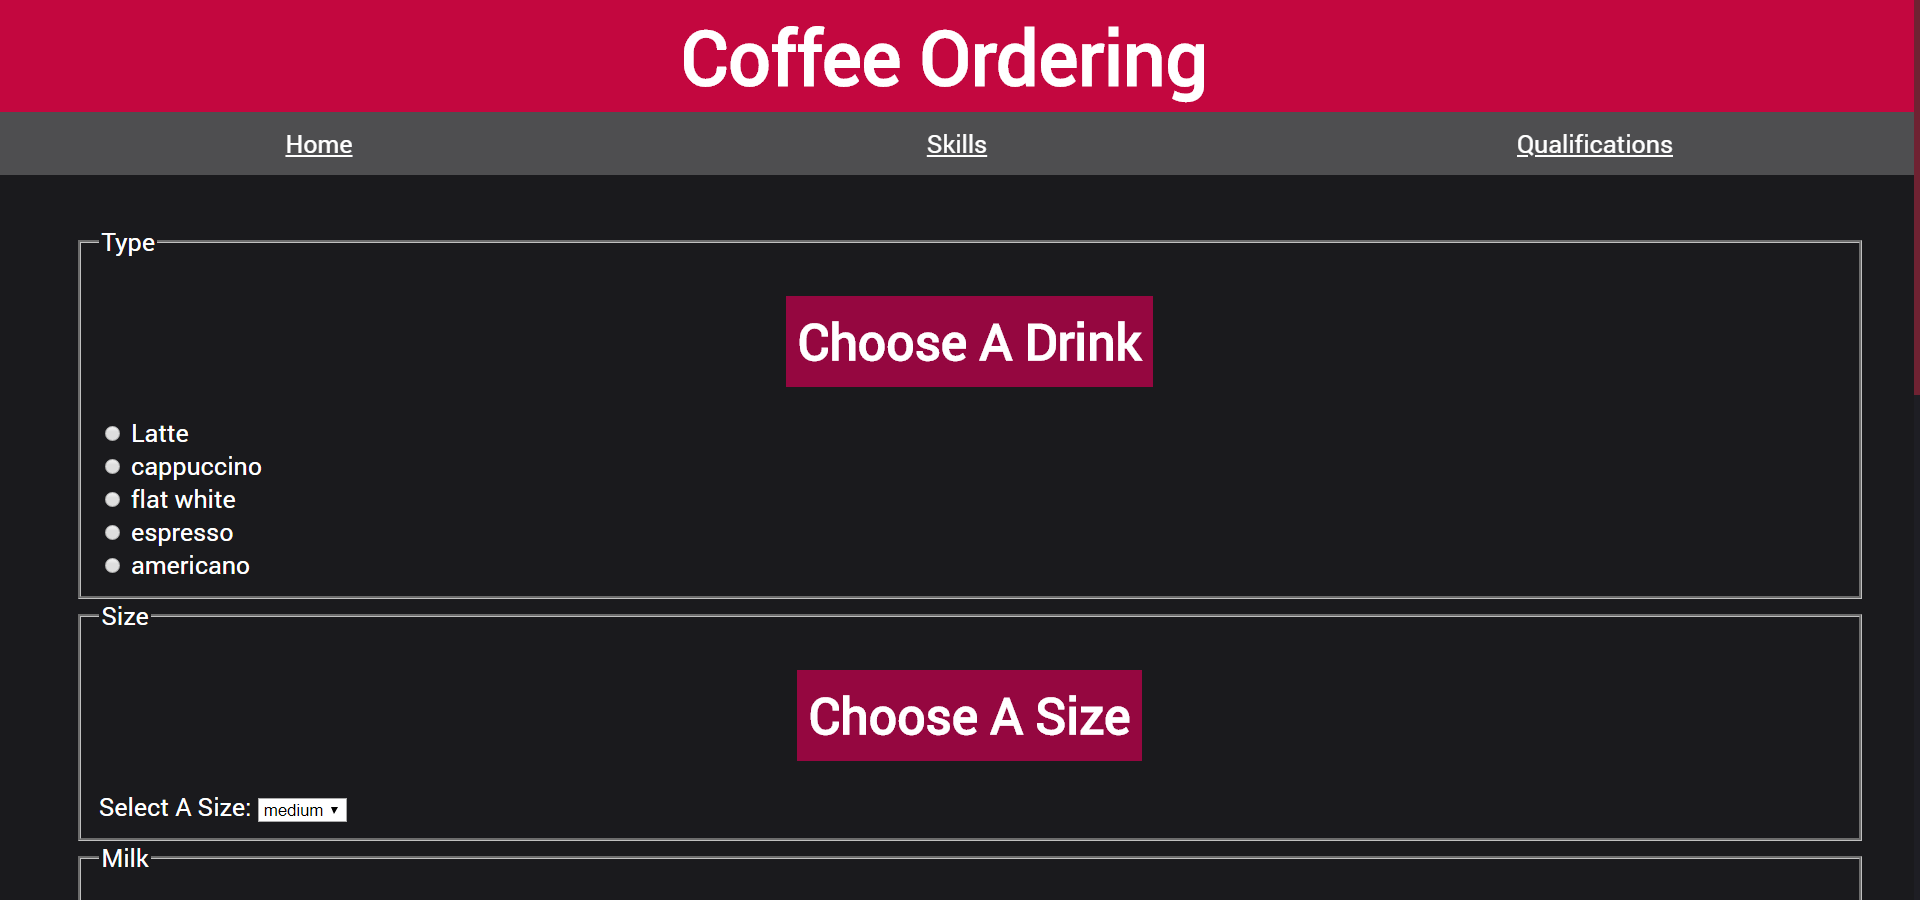 Coffee Ordering
Home Skills Qualifications
Type
Choose A Drink
Latte
cappuccino
flat white
espresso
americano
Size
Choose A Size
Select A Size: medium
Milk